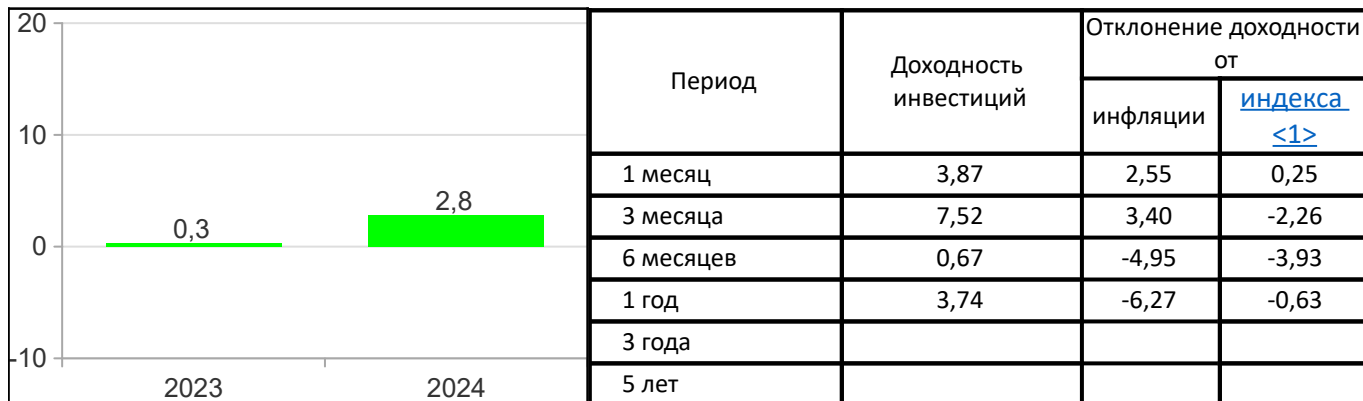 20
10
0
-10
0,3
2,8
2023
2024
Период
Доходность
инвестиций
Отклонение доходности
от
инфляции
индекса
<1>
1 месяц 3,87 2,55 0,25
3 месяца 7,52 3,40 -2,26
6 месяцев 0,67 -4,95 -3,93
1 год 3,74 -6,27 -0,63
3 года
5 лет